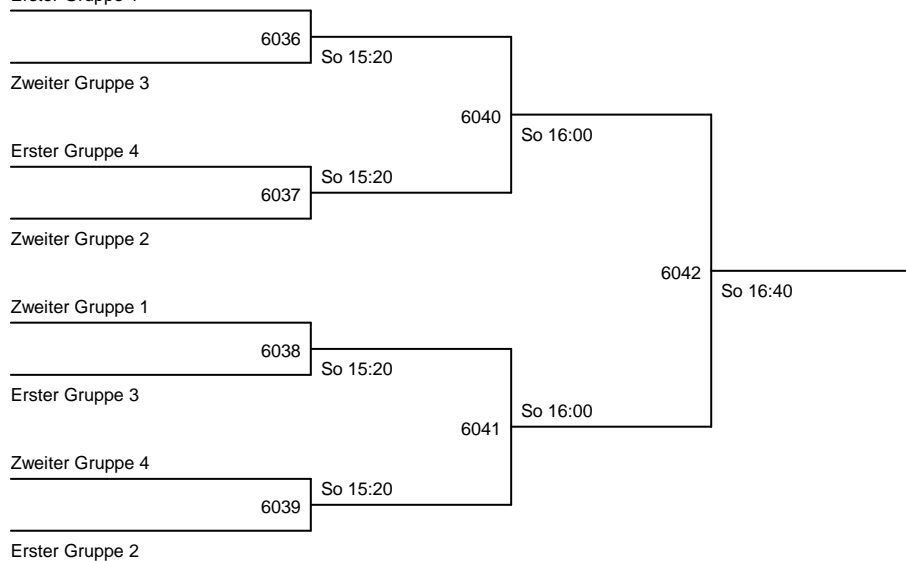 6036
So 15:20
Zweiter Gruppe 3
6040
So 16:00
Erster Gruppe 4
So 15:20
6037
Zweiter Gruppe 2
6042
So 16:40
Zweiter Gruppe 1
6038
So 15:20
Erster Gruppe 3
So 16:00
6041
Zweiter Gruppe 4
So 15:20
6039
Erster Gruppe 2